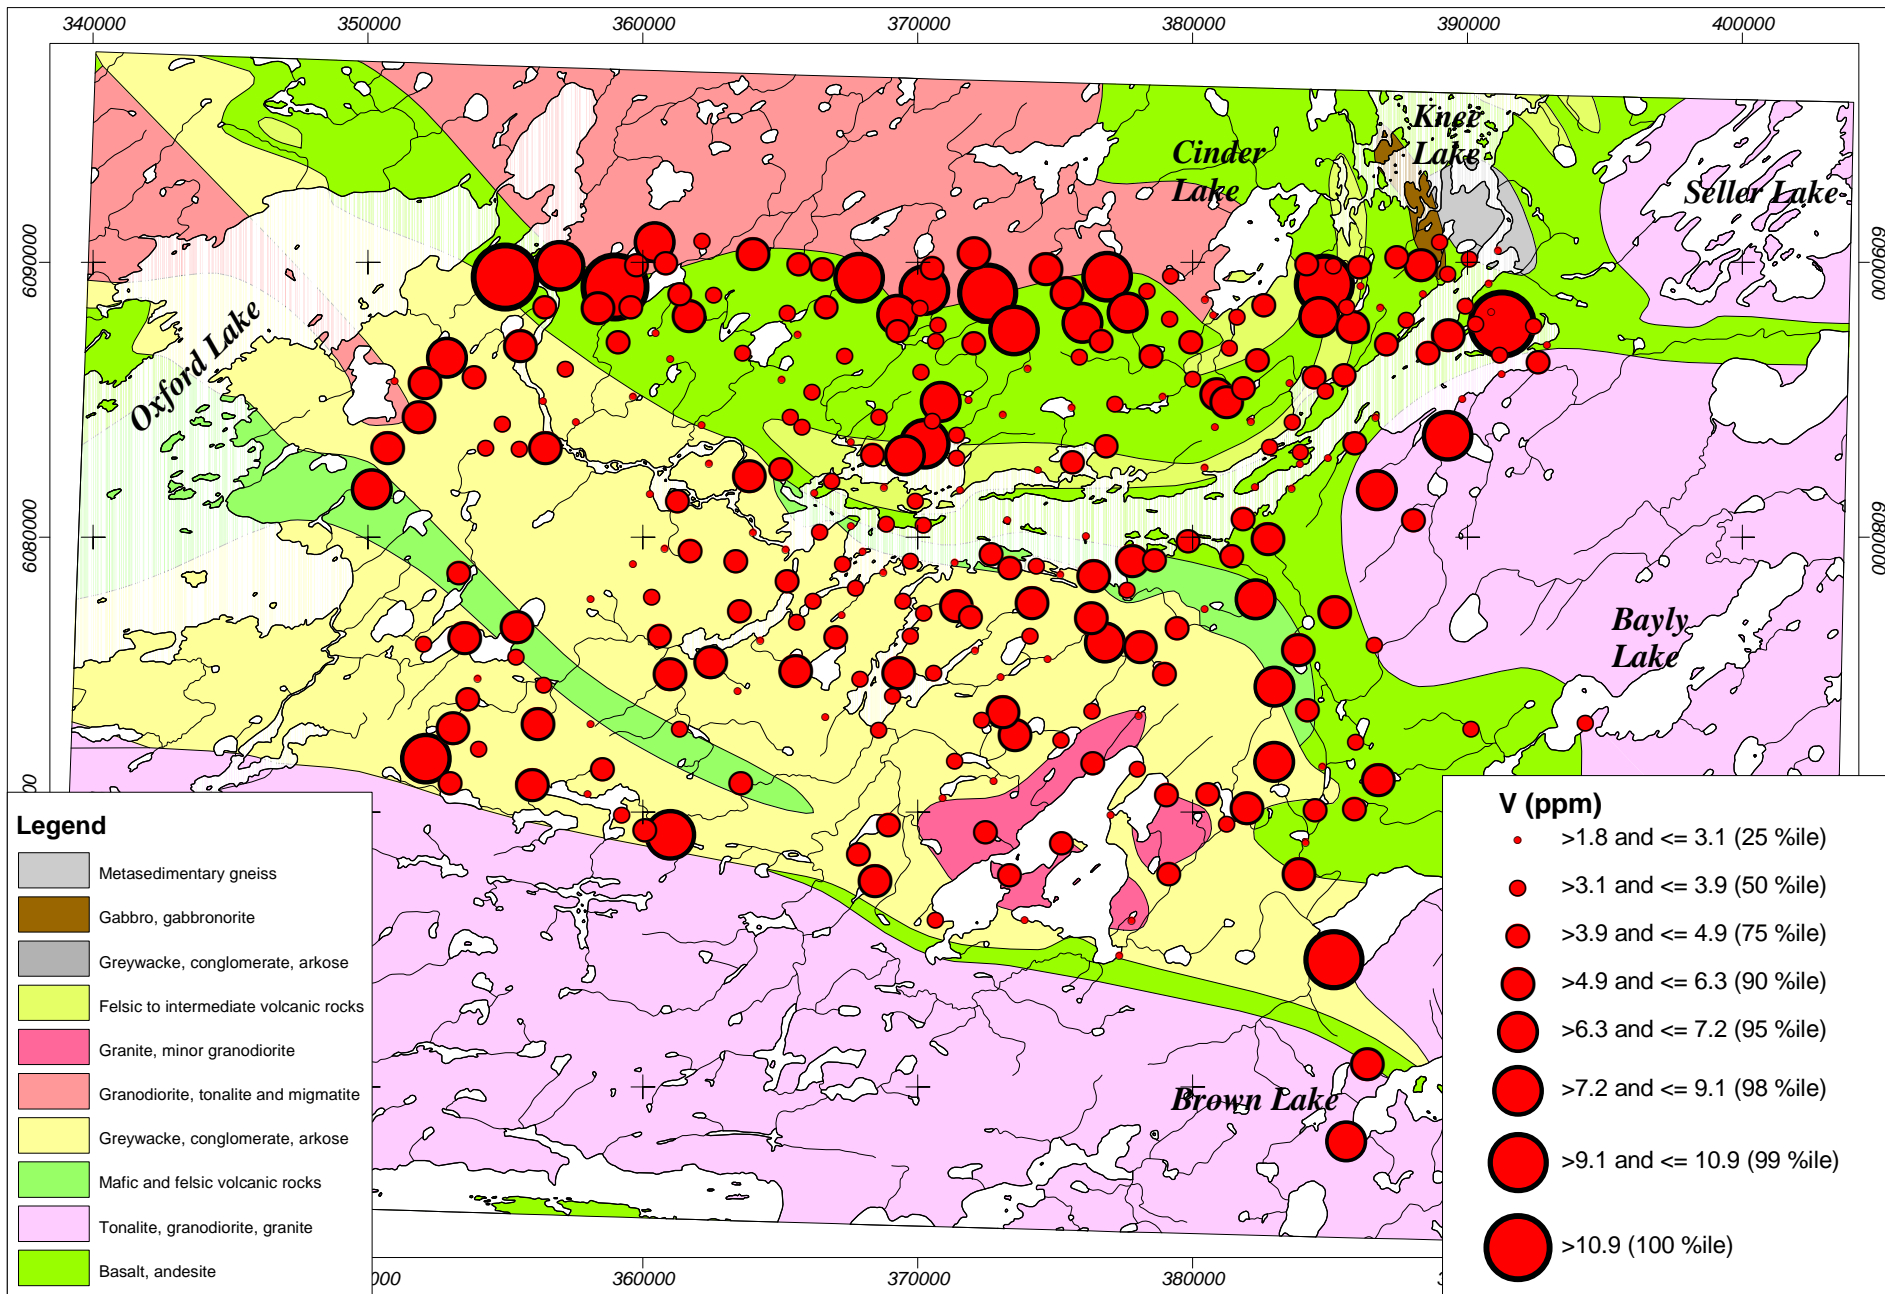 340000 350000 360000 370000 380000 390000 400000
Knee
Lake
Cinder
Lake
Seller Lake
6090000 6090000
Oxford Lake
6080000 6080000
Bayly
Lake
00
Brown Lake
Legend
Metasedimentary gneiss
Gabbro, gabbronorite
Greywacke, conglomerate, arkose
Felsic to intermediate volcanic rocks
Granite, minor granodiorite
Granodiorite, tonalite and migmatite
Greywacke, conglomerate, arkose
Mafic and felsic volcanic rocks
Tonalite, granodiorite, granite
Basalt, andesite
V (ppm)
>1.8 and <= 3.1 (25 %ile)
>3.1 and <= 3.9 (50 %ile)
>3.9 and <= 4.9 (75 %ile)
>4.9 and <= 6.3 (90 %ile)
>6.3 and <= 7.2 (95 %ile)
>7.2 and <= 9.1 (98 %ile)
>9.1 and <= 10.9 (99 %ile)
>10.9 (100 %ile)
360000 370000 380000